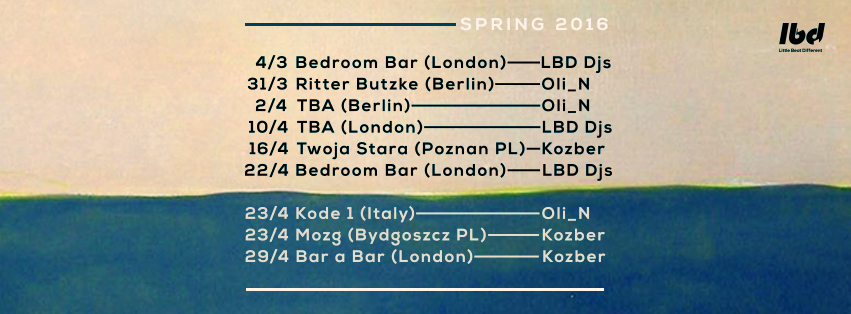 SPRING 2016
lbd
Little Beat Different
4/3 Bedroom Bar (London)—LBD Djs
31/3 Ritter Butzke (Berlin)—Oli_N
2/4 TBA (Berlin)—Oli_N
10/4 TBA (London)—LBD Djs
16/4 Twoja Stara (Poznan PL)—Kozber
22/4 Bedroom Bar (London)—LBD Djs
23/4 Kode 1 (Italy)—Oli_N
23/4 Mozg (Bydgoszcz PL)—Kozber
29/4 Bar a Bar (London)—Kozber